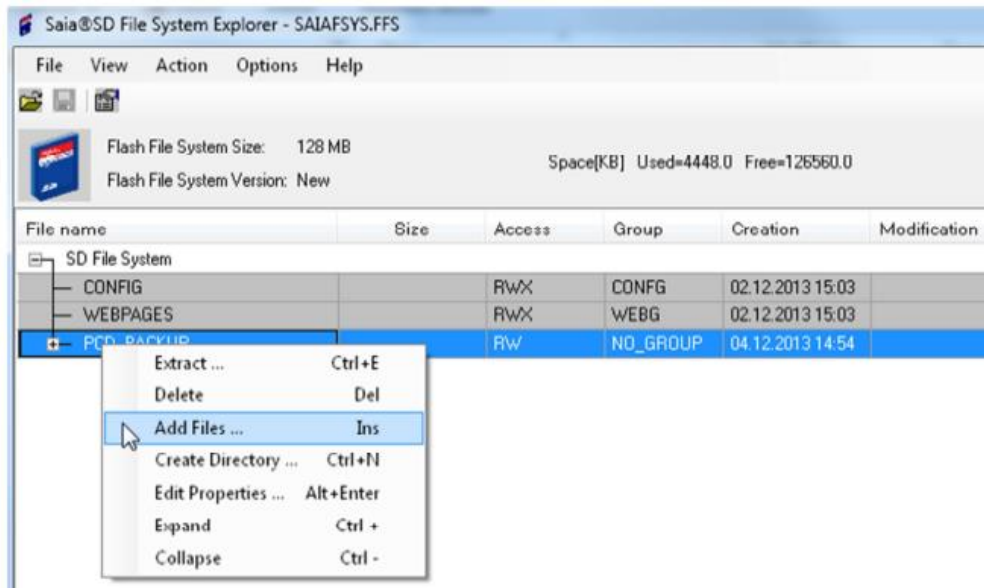 Saia®SD File System Explorer - SAIAFSYS.FFS
File View Action Options Help
Flash File System Size: 128 MB
Space[KB] Used=4448.0 Free=126560.0
Flash File System Version: New
File name Size Access Group Creation Modification
SD File System
CONFIG RWX CONFG 02.12.2013 15:03
WEBPAGES RWX WEBG 02.12.2013 15:03
PCD_BACKUP RW NO_GROUP 04.12.2013 14:54
Extract ... Ctrl+E
Delete Del
Add Files ... Ins
Create Directory ... Ctrl+N
Edit Properties ... Alt+Enter
Expand Ctrl +
Collapse Ctrl -